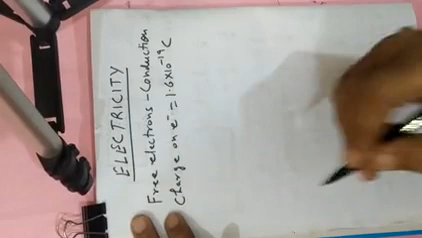 ELECTRICITY
Free electrons - Conduction
Charge on e⁻ = 1.6×10⁻¹⁹ C